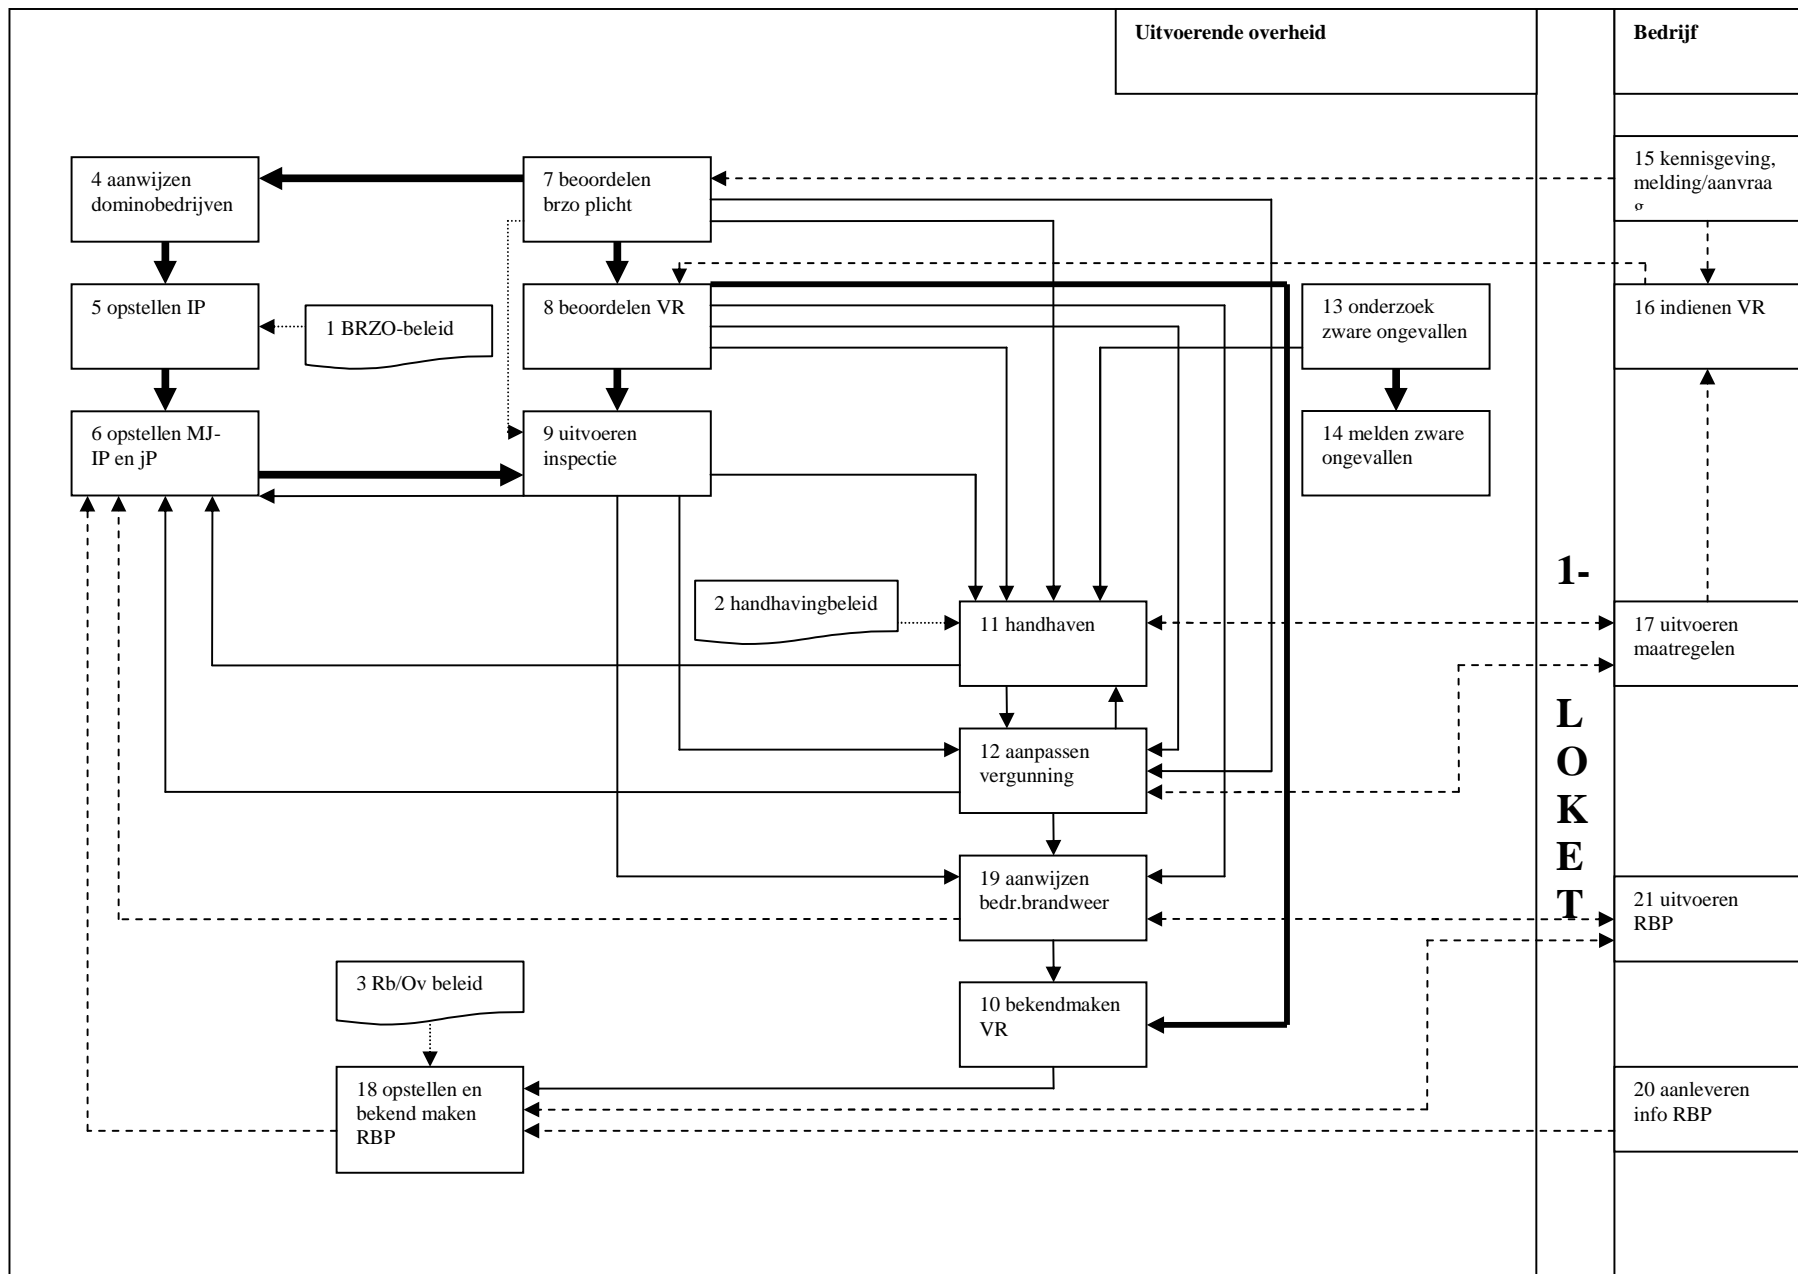 Uitvoerende overheid
Bedrijf
4 aanwijzen
dominobedrijven
7 beoordelen
brzo plicht
15 kennisgeving,
melding/aanvraa
g
5 opstellen IP
1 BRZO-beleid
8 beoordelen VR
13 onderzoek
zware ongevallen
16 indienen VR
6 opstellen MJ-
IP en jP
9 uitvoeren
inspectie
14 melden zware
ongevallen
1-
L
O
K
E
T
2 handhavingbeleid
11 handhaven
17 uitvoeren
maatregelen
12 aanpassen
vergunning
19 aanwijzen
bedr.brandweer
21 uitvoeren
RBP
3 Rb/Ov beleid
10 bekendmaken
VR
18 opstellen en
bekend maken
RBP
20 aanleveren
info RBP